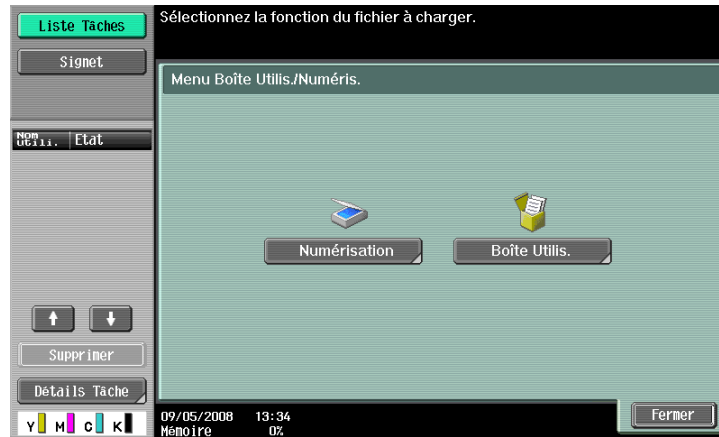 Liste Tâches
Sélectionnez la fonction du fichier à charger.
Signet
Menu Boîte Utilis./Numéris.
Nom
utili.
Etat
Numérisation
Boîte Utilis.
Supprimer
Détails Tâche
Y M C K
09/05/2008 13:34
Mémoire 0%
Fermer